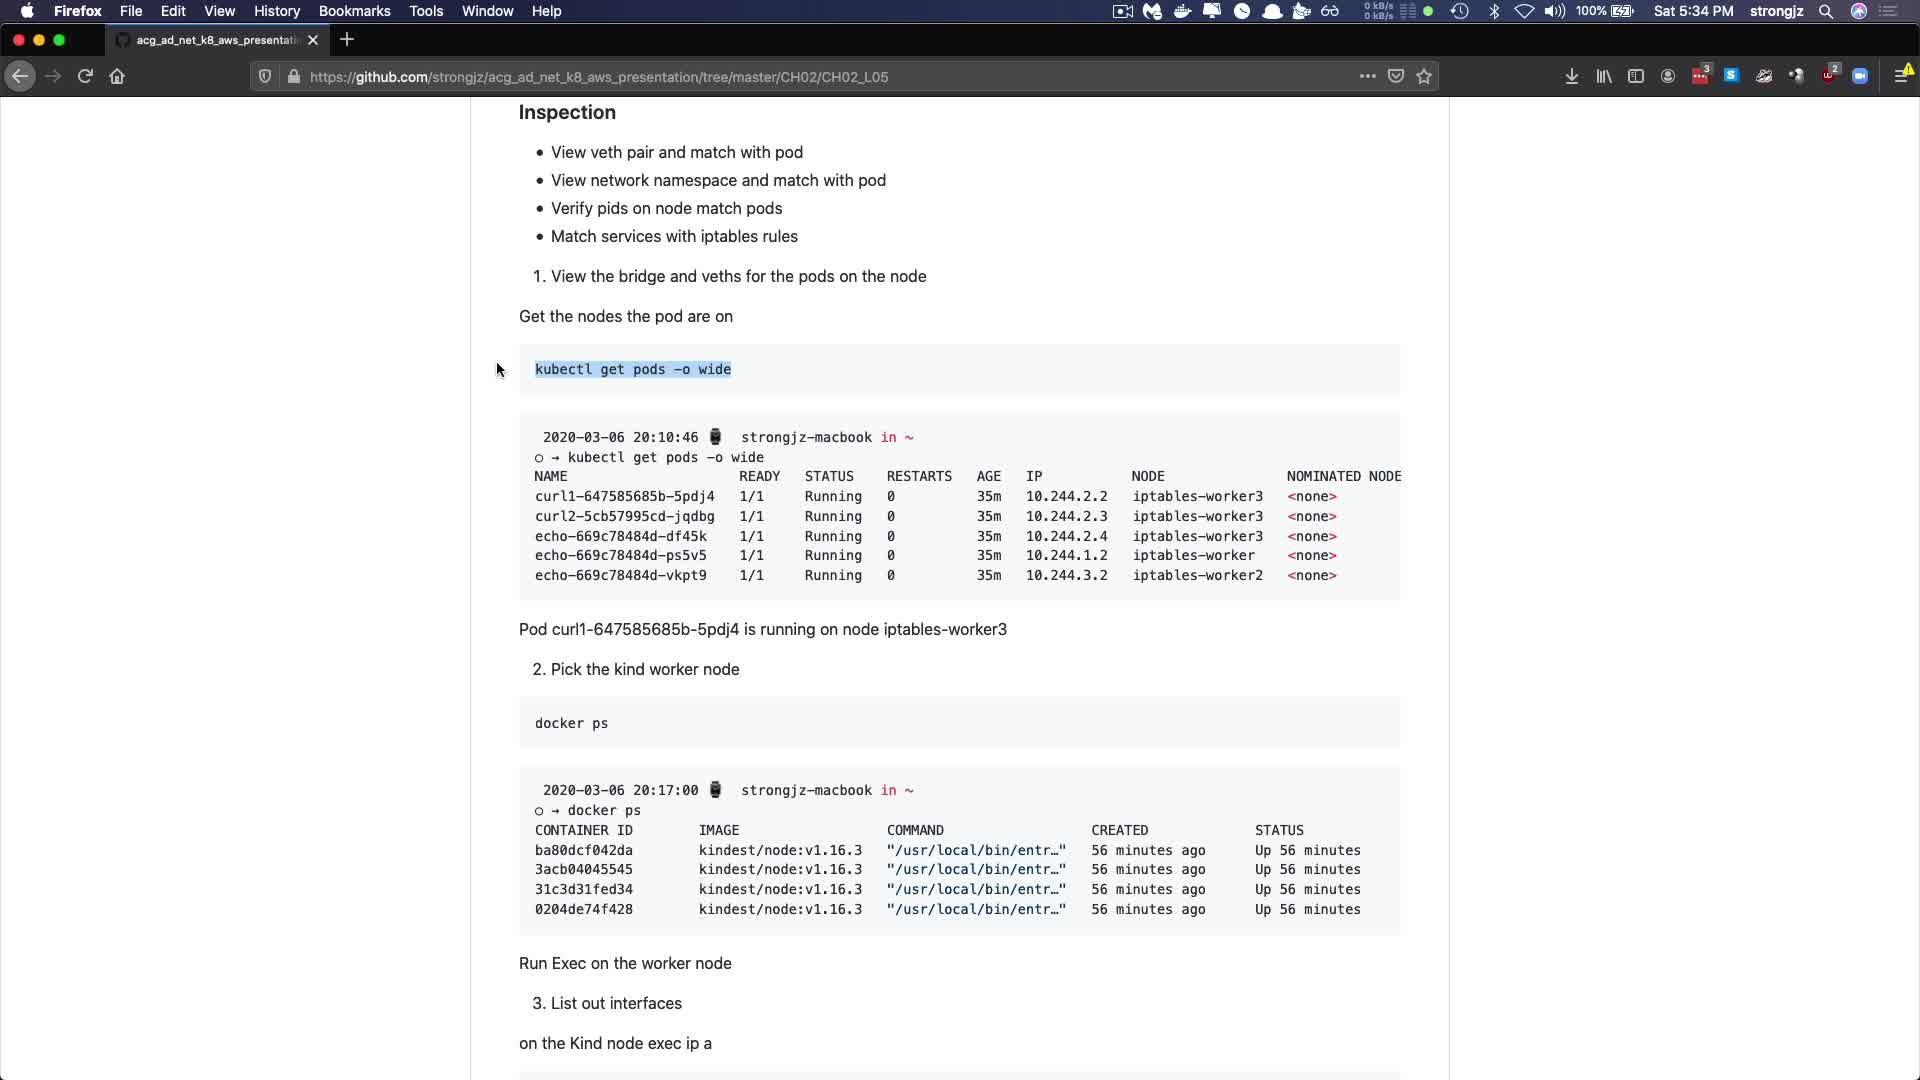 Firefox File Edit View History Bookmarks Tools Window Help 0 kB/s 0 kB/s 100% Sat 5:34 PM strongjz
acg_ad_net_k8_aws_presentati
https://github.com/strongjz/acg_ad_net_k8_aws_presentation/tree/master/CH02/CH02_L05 3 S 2
Inspection
• View veth pair and match with pod
• View network namespace and match with pod
• Verify pids on node match pods
• Match services with iptables rules
1. View the bridge and veths for the pods on the node
Get the nodes the pod are on
kubectl get pods -o wide
2020-03-06 20:10:46 ⌚ strongjz-macbook in ~
○ → kubectl get pods -o wide
NAME READY STATUS RESTARTS AGE IP NODE NOMINATED NODE
curl1-647585685b-5pdj4 1/1 Running 0 35m 10.244.2.2 iptables-worker3 <none>
curl2-5cb57995cd-jqdbg 1/1 Running 0 35m 10.244.2.3 iptables-worker3 <none>
echo-669c78484d-df45k 1/1 Running 0 35m 10.244.2.4 iptables-worker3 <none>
echo-669c78484d-ps5v5 1/1 Running 0 35m 10.244.1.2 iptables-worker <none>
echo-669c78484d-vkpt9 1/1 Running 0 35m 10.244.3.2 iptables-worker2 <none>
Pod curl1-647585685b-5pdj4 is running on node iptables-worker3
2. Pick the kind worker node
docker ps
2020-03-06 20:17:00 ⌚ strongjz-macbook in ~
○ → docker ps
CONTAINER ID IMAGE COMMAND CREATED STATUS
ba80dcf042da kindest/node:v1.16.3 "/usr/local/bin/entr…" 56 minutes ago Up 56 minutes
3acb04045545 kindest/node:v1.16.3 "/usr/local/bin/entr…" 56 minutes ago Up 56 minutes
31c3d31fed34 kindest/node:v1.16.3 "/usr/local/bin/entr…" 56 minutes ago Up 56 minutes
0204de74f428 kindest/node:v1.16.3 "/usr/local/bin/entr…" 56 minutes ago Up 56 minutes
Run Exec on the worker node
3. List out interfaces
on the Kind node exec ip a